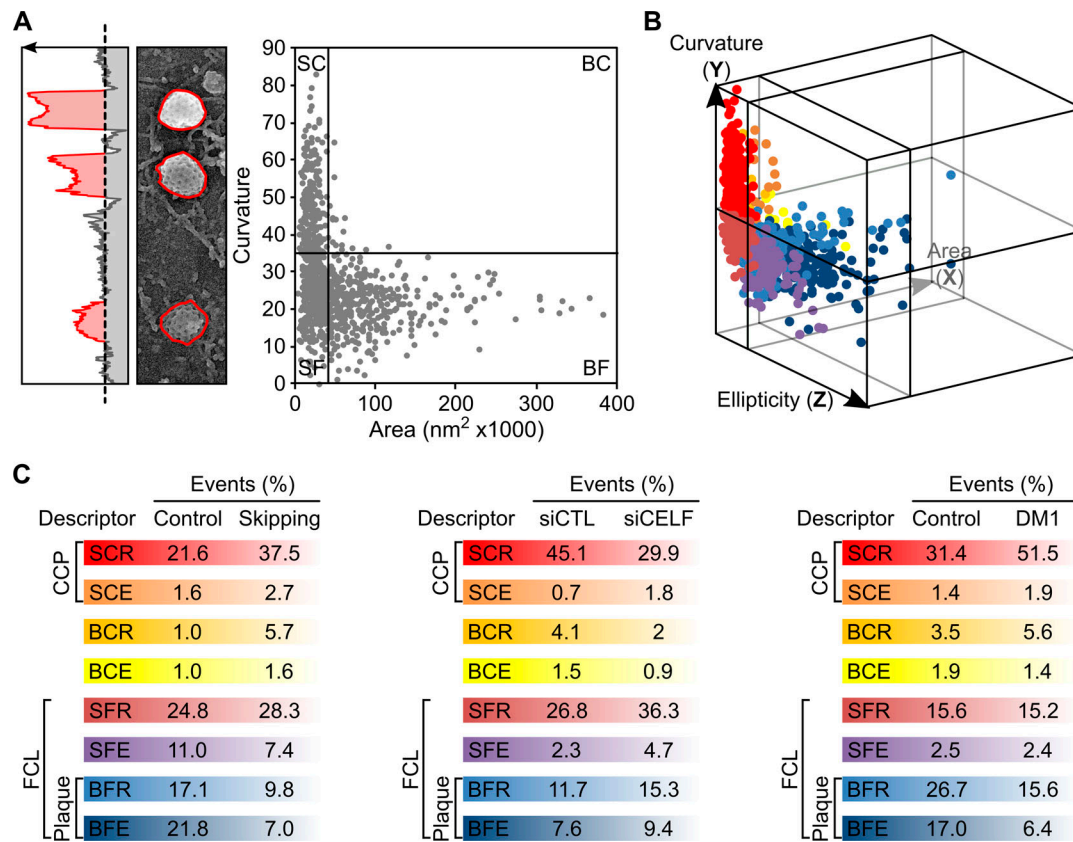 A
90
80
70
60
50
40
30
20
10
0
Curvature
SC
BC
SF
BF
0
100
200
300
400
Area (nm² x1000)
B
Curvature
(Y)
Area
(X)
Ellipticity (Z)
C
Events (%)
Descriptor Control Skipping
CCP
SCR 21.6 37.5
SCE 1.6 2.7
BCR 1.0 5.7
BCE 1.0 1.6
FCL
SFR 24.8 28.3
SFE 11.0 7.4
Plaque
BFR 17.1 9.8
BFE 21.8 7.0
Events (%)
Descriptor siCTL siCELF
CCP
SCR 45.1 29.9
SCE 0.7 1.8
BCR 4.1 2
BCE 1.5 0.9
FCL
SFR 26.8 36.3
SFE 2.3 4.7
Plaque
BFR 11.7 15.3
BFE 7.6 9.4
Events (%)
Descriptor Control DM1
CCP
SCR 31.4 51.5
SCE 1.4 1.9
BCR 3.5 5.6
BCE 1.9 1.4
FCL
SFR 15.6 15.2
SFE 2.5 2.4
Plaque
BFR 26.7 15.6
BFE 17.0 6.4